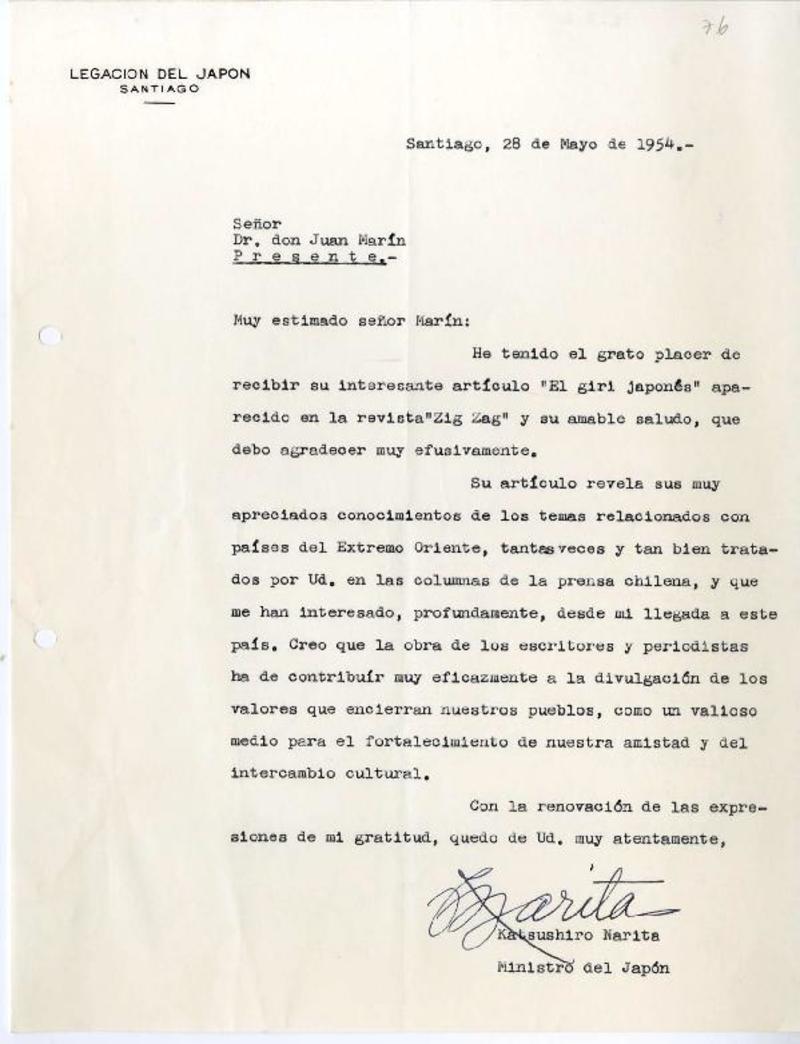 76
LEGACION DEL JAPON
SANTIAGO
Santiago, 28 de Mayo de 1954.-
Señor
Dr. don Juan Marín
P r e s e n t e.-
Muy estimado señor Marín:
He tenido el grato placer de
recibir su interesante artículo "El giri japonés" apa-
recido en la revista"Zig Zag" y su amable saludo, que
debo agradecer muy efusivamente.
Su artículo revela sus muy
apreciados conocimientos de los temas relacionados con
países del Extremo Oriente, tantas veces y tan bien trata-
dos por Ud. en las columnas de la prensa chilena, y que
me han interesado, profundamente, desde mi llegada a este
país. Creo que la obra de los escritores y periodistas
ha de contribuír muy eficazmente a la divulgación de los
valores que encierran nuestros pueblos, como un valioso
medio para el fortalecimiento de nuestra amistad y del
intercambio cultural.
Con la renovación de las expre-
siones de mi gratitud, quedo de Ud. muy atentamente,
KNarita
Katsushiro Narita
Ministro del Japón